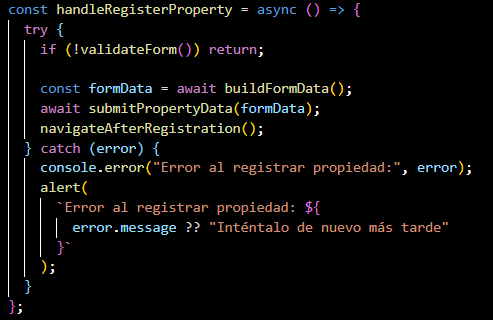 const handleRegisterProperty = async () => {
  try {
    if (!validateForm()) return;

    const formData = await buildFormData();
    await submitPropertyData(formData);
    navigateAfterRegistration();
  } catch (error) {
    console.error("Error al registrar propiedad:", error);
    alert(
      `Error al registrar propiedad: ${
        error.message ?? "Inténtalo de nuevo más tarde"
      }`
    );
  }
};